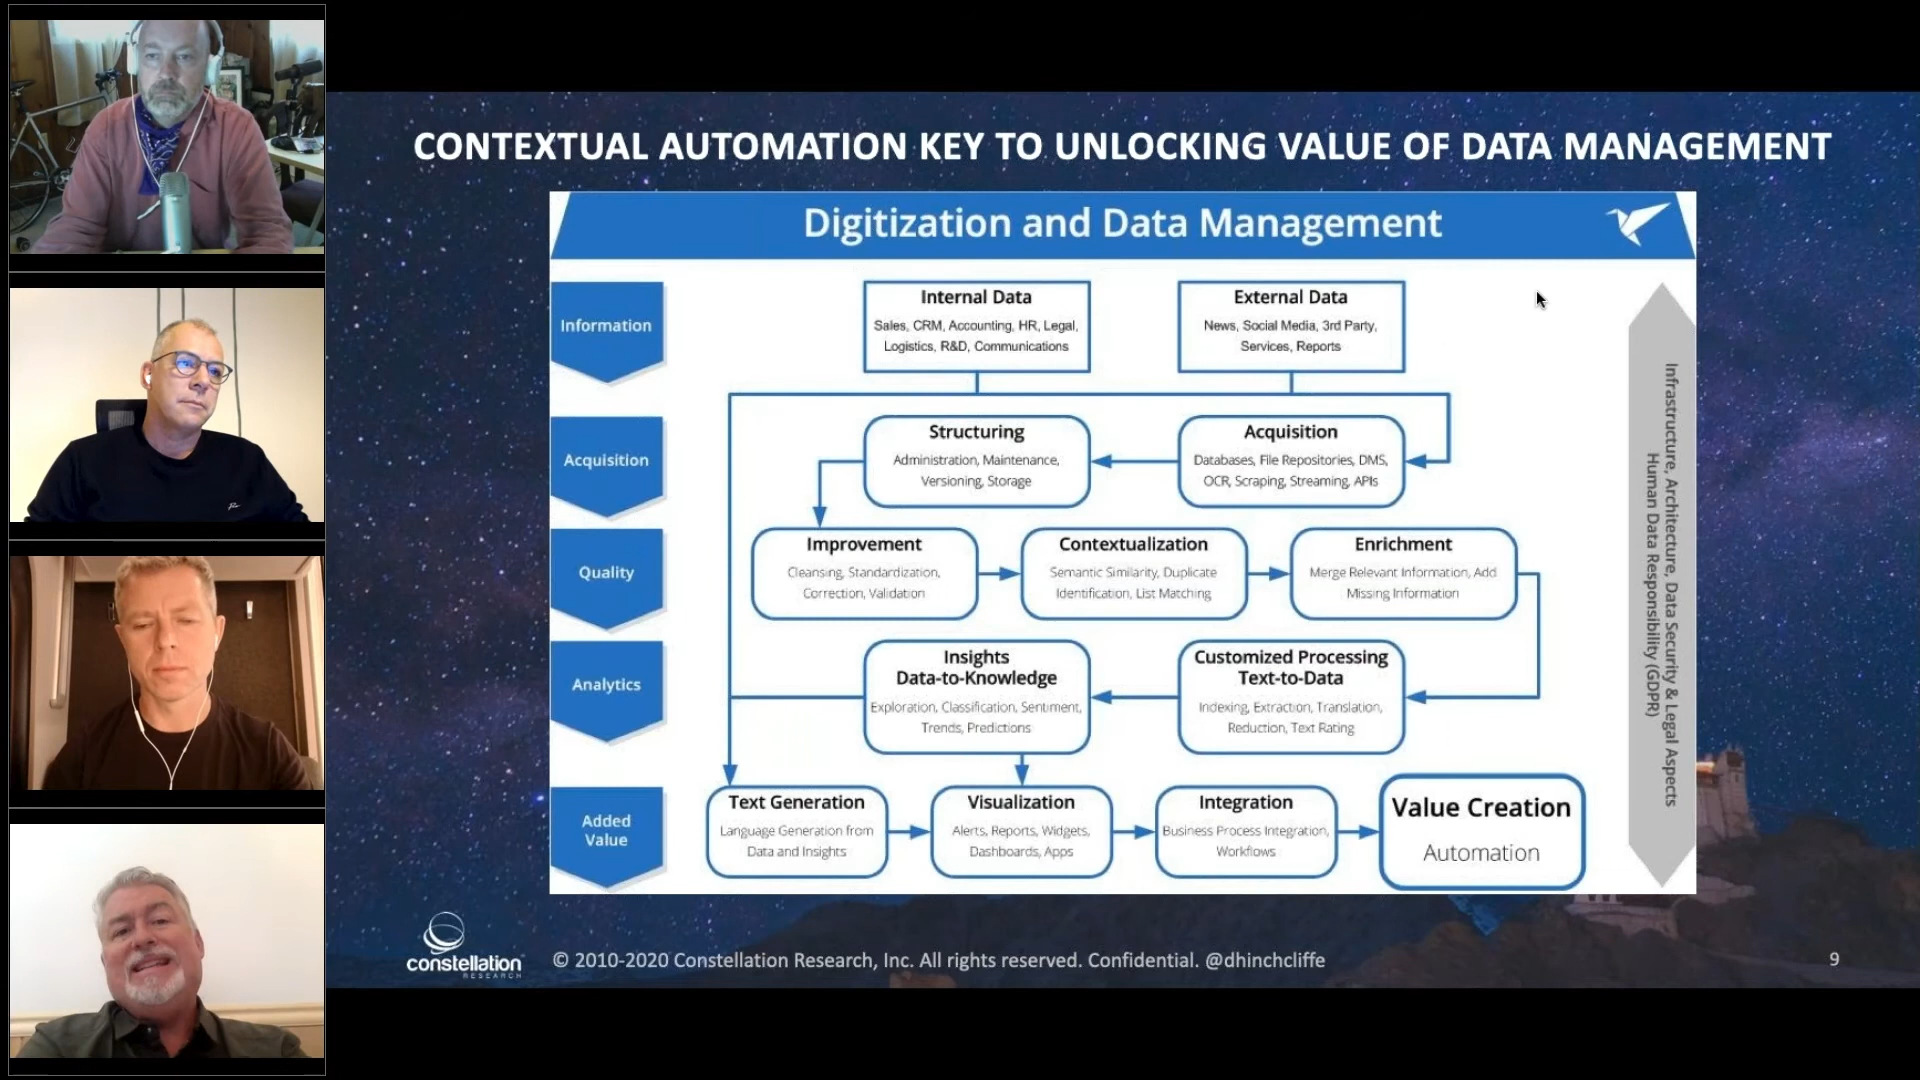 CONTEXTUAL AUTOMATION KEY TO UNLOCKING VALUE OF DATA MANAGEMENT
Digitization and Data Management
Information
Internal Data
Sales, CRM, Accounting, HR, Legal,
Logistics, R&D, Communications
External Data
News, Social Media, 3rd Party,
Services, Reports
Acquisition
Structuring
Administration, Maintenance,
Versioning, Storage
Acquisition
Databases, File Repositories, DMS,
OCR, Scraping, Streaming, APIs
Quality
Improvement
Cleansing, Standardization,
Correction, Validation
Contextualization
Semantic Similarity, Duplicate
Identification, List Matching
Enrichment
Merge Relevant Information, Add
Missing Information
Analytics
Insights
Data-to-Knowledge
Exploration, Classification, Sentiment,
Trends, Predictions
Customized Processing
Text-to-Data
Indexing, Extraction, Translation,
Reduction, Text Rating
Added
Value
Text Generation
Language Generation from
Data and Insights
Visualization
Alerts, Reports, Widgets,
Dashboards, Apps
Integration
Business Process Integration,
Workflows
Value Creation
Automation
Infrastructure, Architecture, Data Security & Legal Aspects
Human Data Responsibility (GDPR)
constellation
RESEARCH
© 2010-2020 Constellation Research, Inc. All rights reserved. Confidential. @dhinchcliffe
9